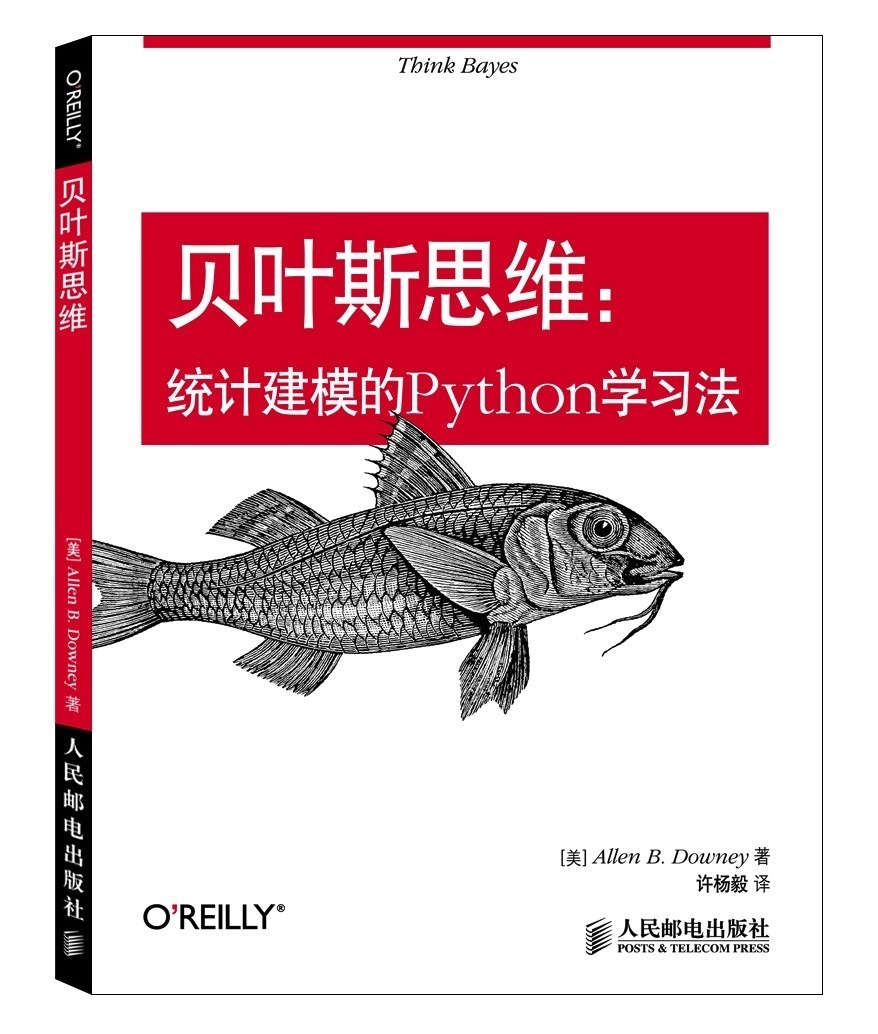 Think Bayes
贝叶斯思维：
统计建模的Python学习法
[美] Allen B. Downey 著
许杨毅 译
O'REILLY®
人民邮电出版社
POSTS & TELECOM PRESS
O'REILLY®
贝叶斯思维
[美] Allen B. Downey 著
人民邮电出版社